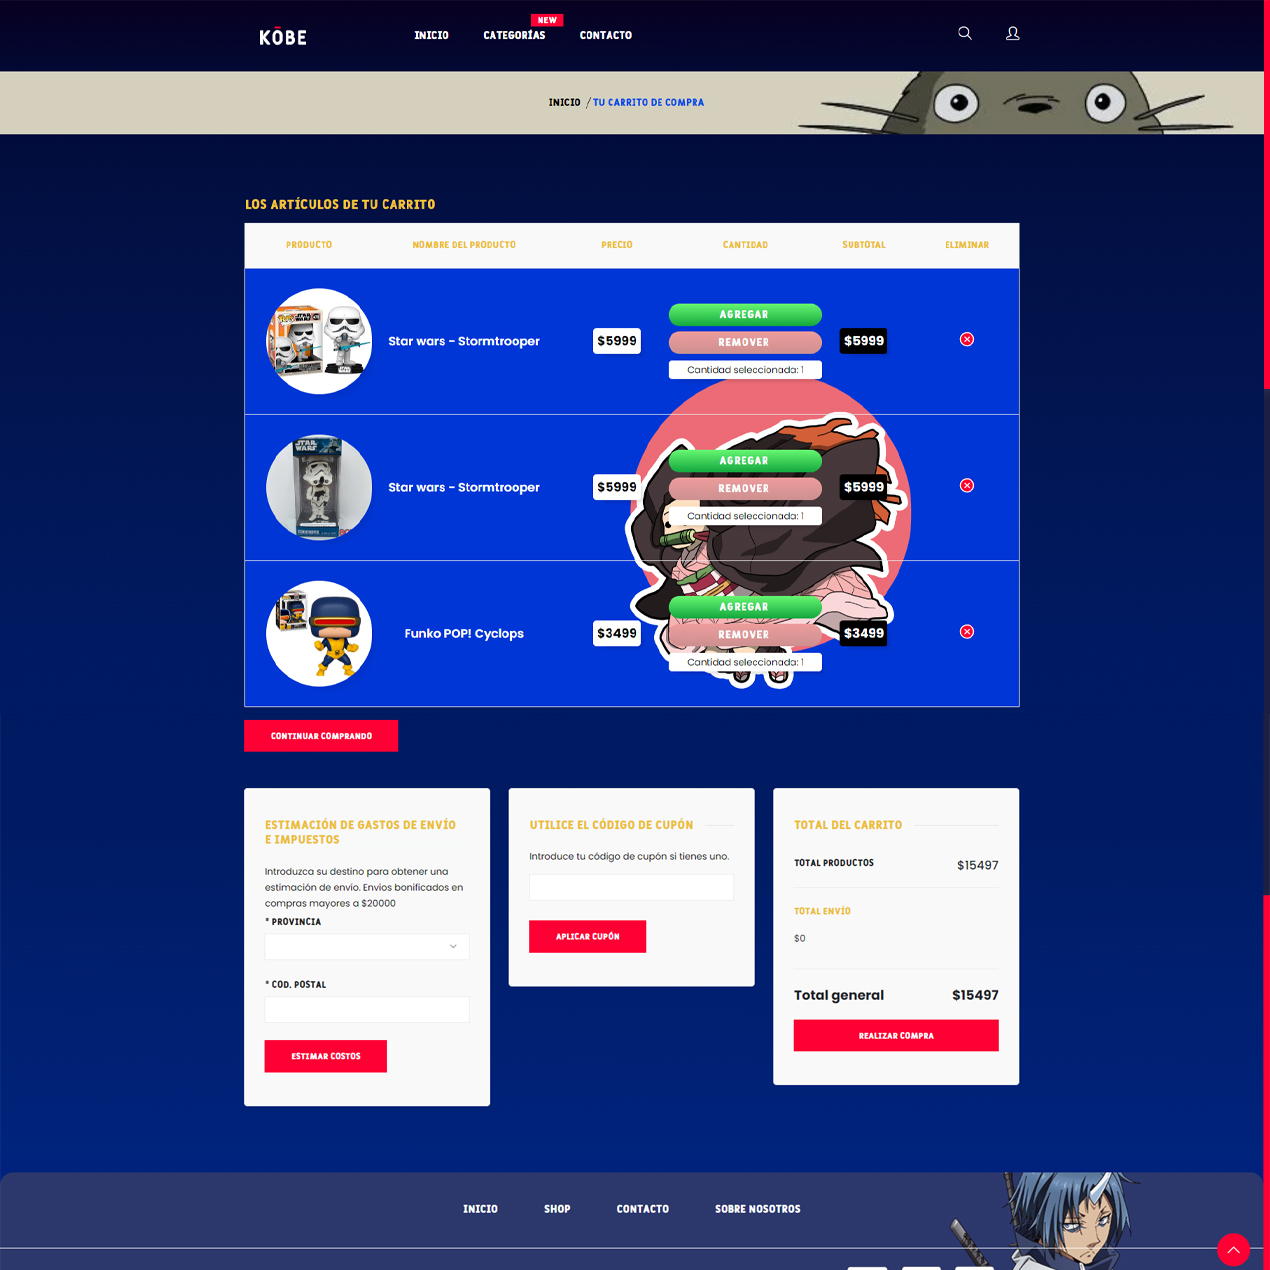 NEW
KŌBE
INICIO
CATEGORÍAS
CONTACTO
INICIO / TU CARRITO DE COMPRA
LOS ARTÍCULOS DE TU CARRITO
PRODUCTO
NOMBRE DEL PRODUCTO
PRECIO
CANTIDAD
SUBTOTAL
ELIMINAR
AGREGAR
Star wars - Stormtrooper
$5999
REMOVER
$5999
Cantidad seleccionada: 1
STAR
WARS
AGREGAR
Star wars - Stormtrooper
$5999
REMOVER
$5999
Cantidad seleccionada: 1
AGREGAR
Funko POP! Cyclops
$3499
REMOVER
$3499
Cantidad seleccionada: 1
CONTINUAR COMPRANDO
ESTIMACIÓN DE GASTOS DE ENVÍO
E IMPUESTOS
Introduzca su destino para obtener una
estimación de envío. Envios bonificados en
compras mayores a $20000
* PROVINCIA
* COD. POSTAL
ESTIMAR COSTOS
UTILICE EL CÓDIGO DE CUPÓN
Introduce tu código de cupón si tienes uno.
APLICAR CUPÓN
TOTAL DEL CARRITO
TOTAL PRODUCTOS
$15497
TOTAL ENVÍO
$0
Total general
$15497
REALIZAR COMPRA
INICIO
SHOP
CONTACTO
SOBRE NOSOTROS